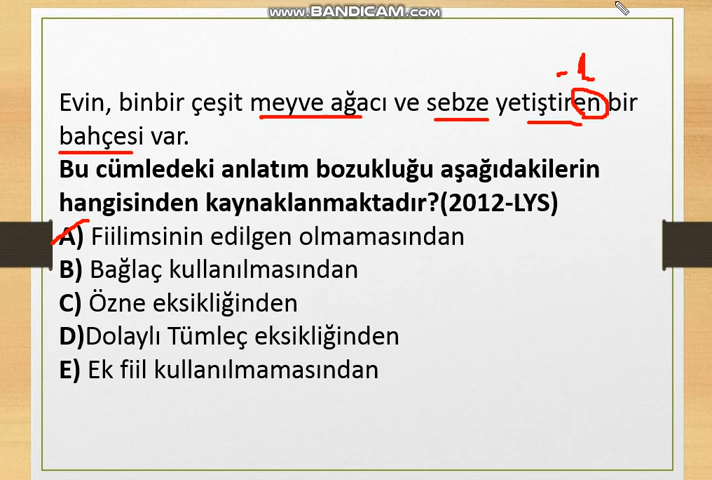 WWW.BANDICAM.COM
-l
Evin, binbir çeşit meyve ağacı ve sebze yetiştiren bir
bahçesi var.
Bu cümledeki anlatım bozukluğu aşağıdakilerin
hangisinden kaynaklanmaktadır?(2012-LYS)
A) Fiilimsinin edilgen olmamasından
B) Bağlaç kullanılmasından
C) Özne eksikliğinden
D)Dolaylı Tümleç eksikliğinden
E) Ek fiil kullanılmamasından